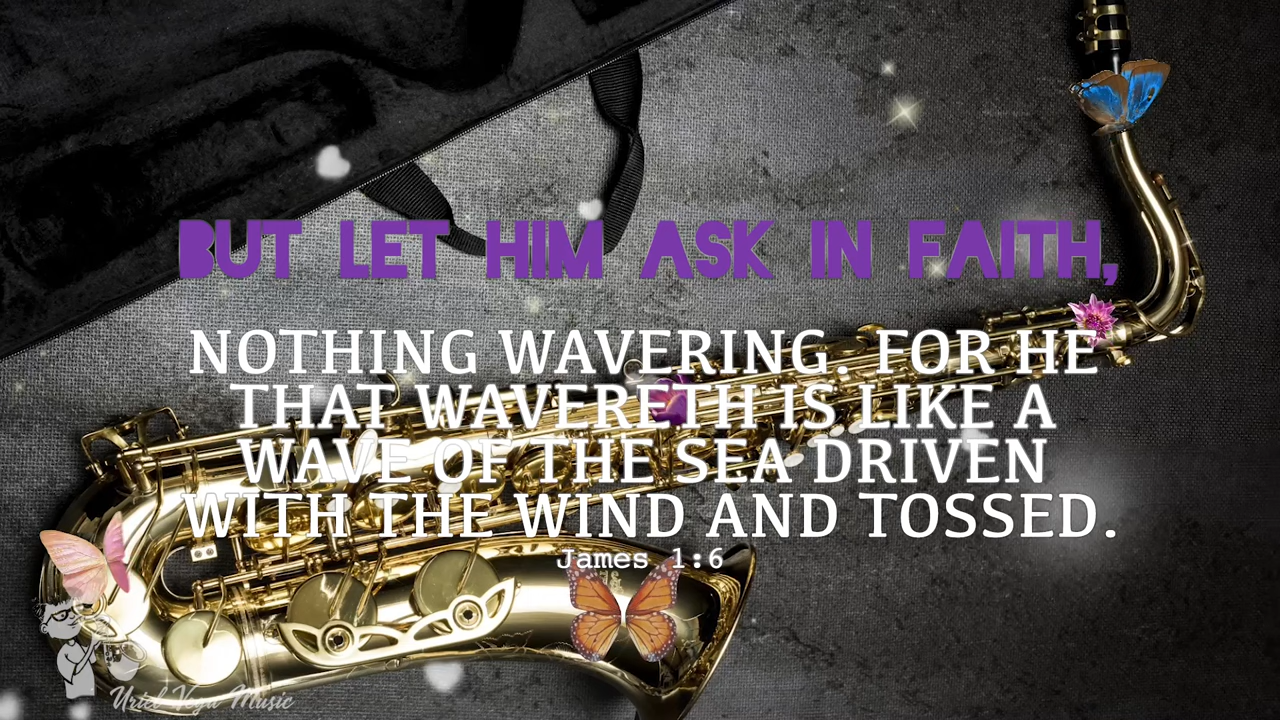 BUT LET HIM ASK IN FAITH,
NOTHING WAVERING. FOR HE
THAT WAVERETH IS LIKE A
WAVE OF THE SEA DRIVEN
WITH THE WIND AND TOSSED.
James 1:6
Uriel Vega Music